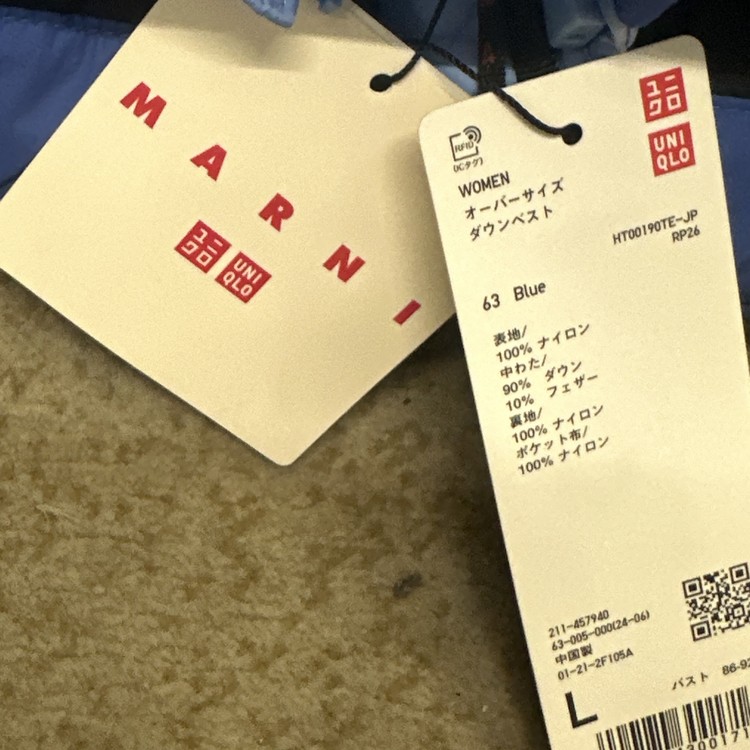 MARNI
ユニ
クロ
UNI
QLO
ユニ
クロ
UNI
QLO
RFID
(ICタグ)
WOMEN
オーバーサイズ
ダウンベスト
HT00190TE-JP
RP26
63 Blue
表地/
100% ナイロン
中わた/
90% ダウン
10% フェザー
裏地/
100% ナイロン
ポケット布/
100% ナイロン
211-457940
63-005-000(24-06)
中国製
01-21-2F105A
L
バスト 86-92